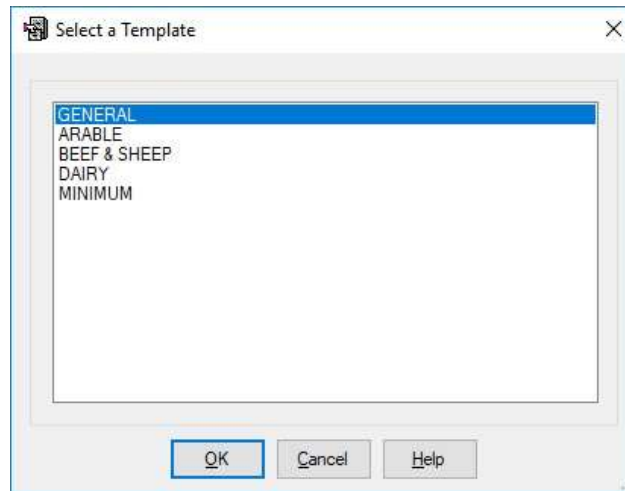 Select a Template
GENERAL
ARABLE
BEEF & SHEEP
DAIRY
MINIMUM
OK Cancel Help